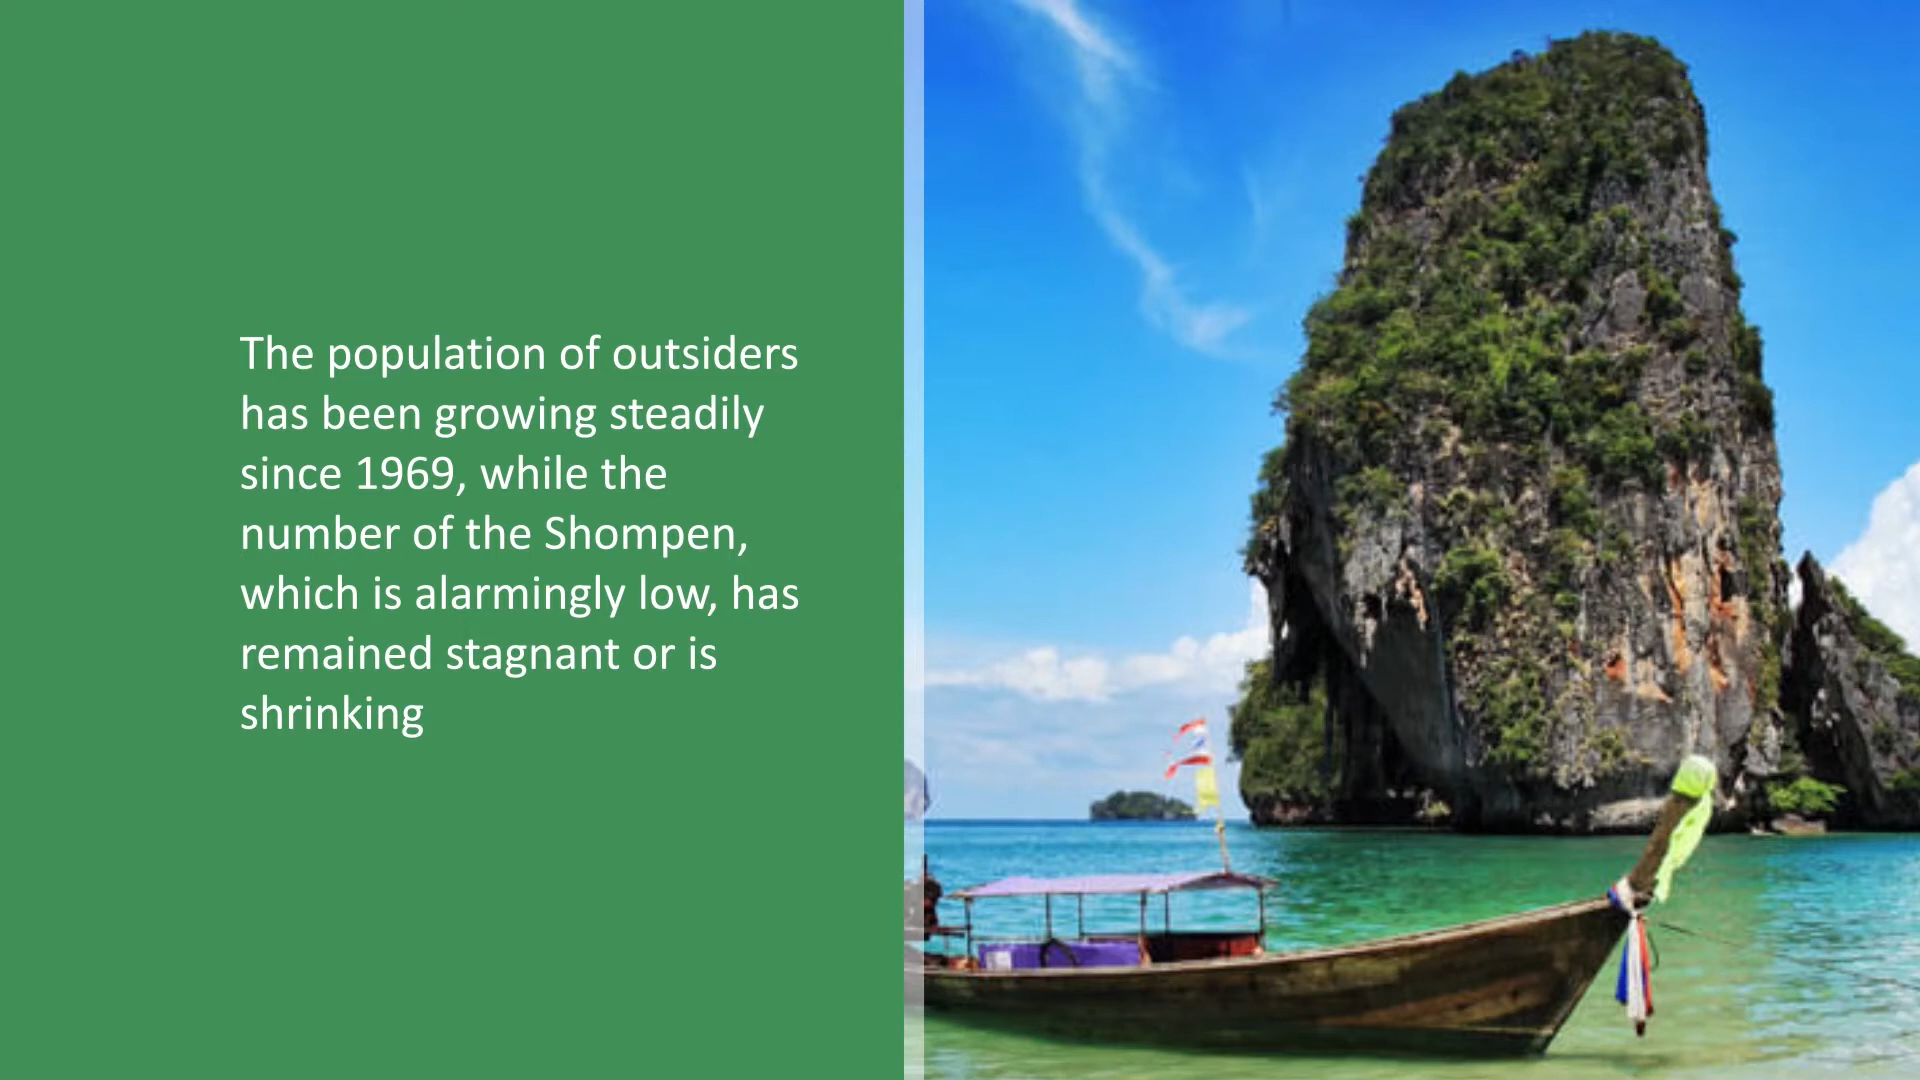 The population of outsiders
has been growing steadily
since 1969, while the
number of the Shompen,
which is alarmingly low, has
remained stagnant or is
shrinking